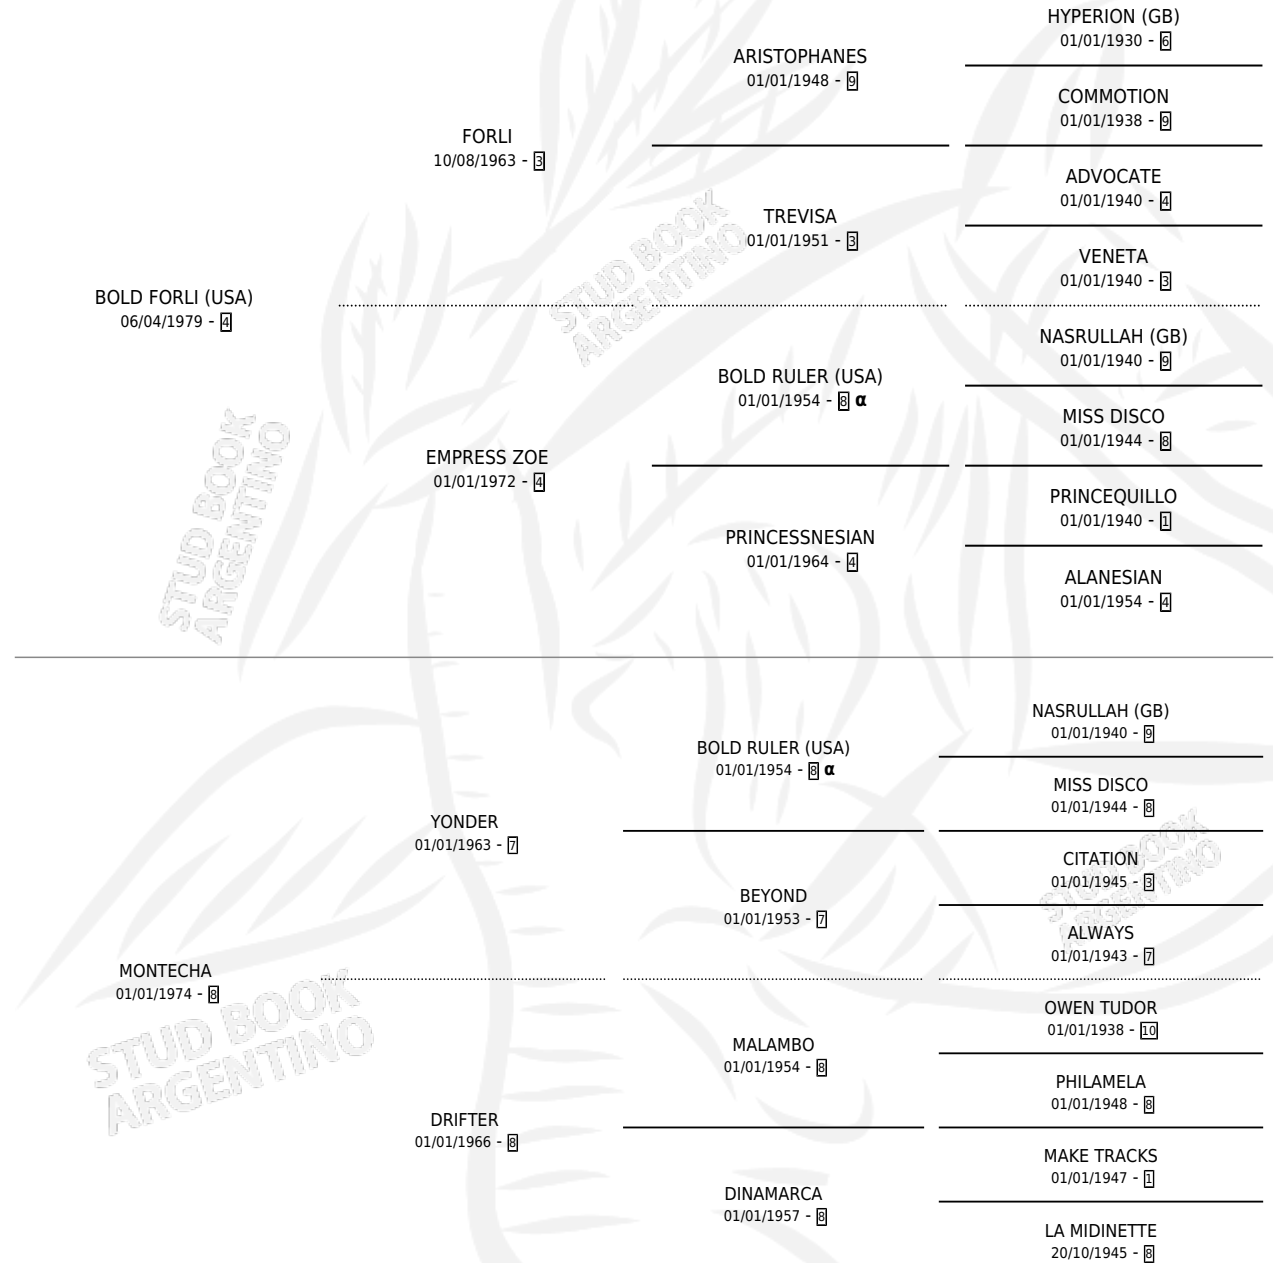 HYPERION (GB)
01/01/1930 - 6
ARISTOPHANES
01/01/1948 - 9
COMMOTION
01/01/1938 - 9
FORLI
10/08/1963 - 3
ADVOCATE
01/01/1940 - 4
TREVISA
01/01/1951 - 3
VENETA
01/01/1940 - 3
BOLD FORLI (USA)
06/04/1979 - 4
NASRULLAH (GB)
01/01/1940 - 9
BOLD RULER (USA)
01/01/1954 - 8 α
MISS DISCO
01/01/1944 - 8
EMPRESS ZOE
01/01/1972 - 4
PRINCEQUILLO
01/01/1940 - 1
PRINCESSNESIAN
01/01/1964 - 4
ALANESIAN
01/01/1954 - 4
NASRULLAH (GB)
01/01/1940 - 9
BOLD RULER (USA)
01/01/1954 - 8 α
MISS DISCO
01/01/1944 - 8
YONDER
01/01/1963 - 7
CITATION
01/01/1945 - 3
BEYOND
01/01/1953 - 7
ALWAYS
01/01/1943 - 7
MONTECHA
01/01/1974 - 8
OWEN TUDOR
01/01/1938 - 10
MALAMBO
01/01/1954 - 8
PHILAMELA
01/01/1948 - 8
DRIFTER
01/01/1966 - 8
MAKE TRACKS
01/01/1947 - 1
DINAMARCA
01/01/1957 - 8
LA MIDINETTE
20/10/1945 - 8
STUD BOOK
ARGENTINO
STUD BOOK
ARGENTINO
STUD BOOK
ARGENTINO
STUD BOOK
ARGENTINO